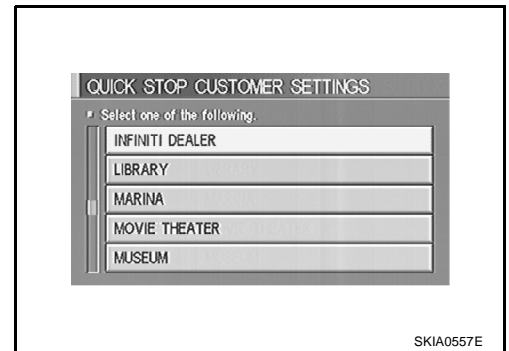 QUICK STOP CUSTOMER SETTINGS
Select one of the following.
INFINITI DEALER
LIBRARY
MARINA
MOVIE THEATER
MUSEUM
SKIA0557E